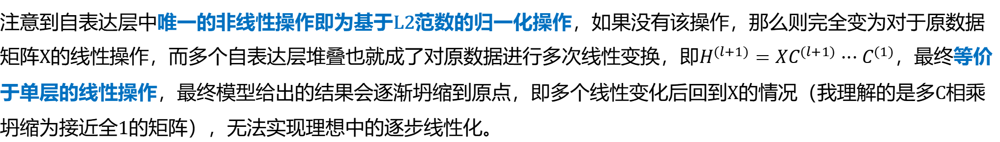 注意到自表达层中唯一的非线性操作即为基于L2范数的归一化操作，如果没有该操作，那么则完全变为对于原数据
矩阵X的线性操作，而多个自表达层堆叠也就成了对原数据进行多次线性变换，即H^{(l+1)} = XC^{(l+1)} ⋯ C^{(1)}，最终等价
于单层的线性操作，最终模型给出的结果会逐渐坍缩到原点，即多个线性变化后回到X的情况（我理解的是多C相乘
坍缩为接近全1的矩阵），无法实现理想中的逐步线性化。